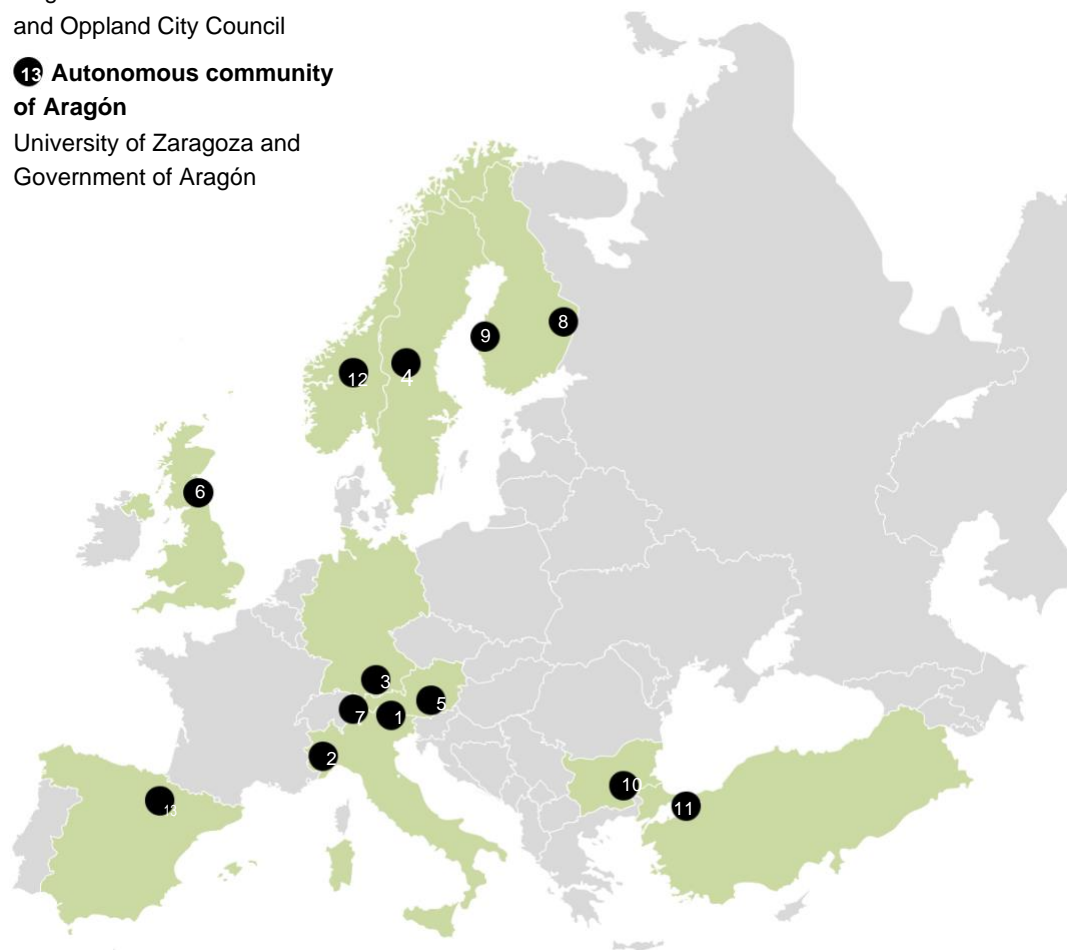 and Oppland City Council
13 Autonomous community
of Aragón
University of Zaragoza and
Government of Aragón
8
9
12
4
6
3
5
7
1
2
10
13
11